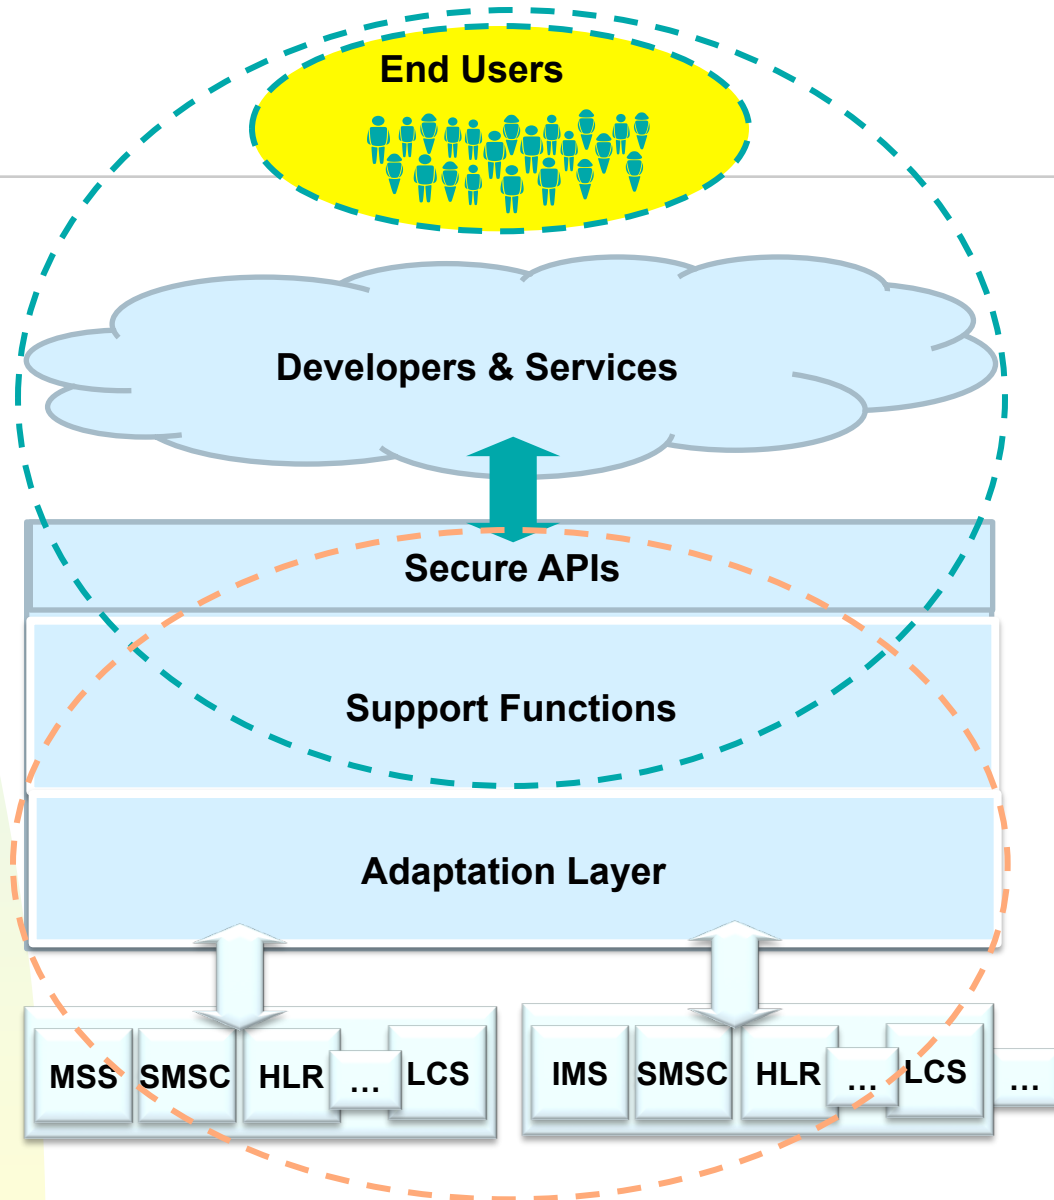 End Users
Developers & Services
Secure APIs
Support Functions
Adaptation Layer
MSS SMSC HLR ... LCS
IMS SMSC HLR ... LCS ...